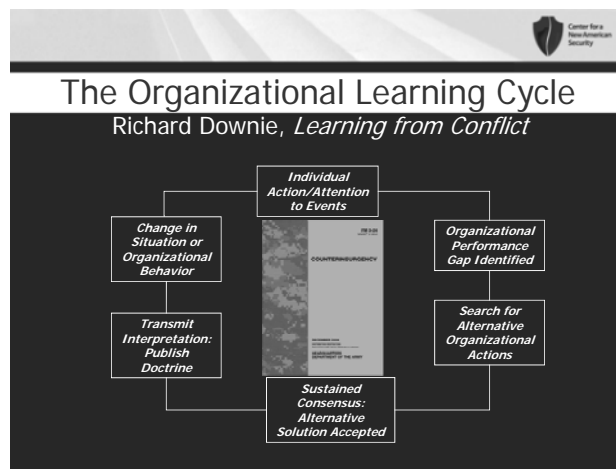 Center for a
New American
Security
The Organizational Learning Cycle
Richard Downie, Learning from Conflict
Individual
Action/Attention
to Events
Organizational
Performance
Gap Identified
Search for
Alternative
Organizational
Actions
Sustained
Consensus:
Alternative
Solution Accepted
Transmit
Interpretation:
Publish
Doctrine
Change in
Situation or
Organizational
Behavior
COUNTERINSURGENCY
HEADQUARTERS
DEPARTMENT OF THE ARMY